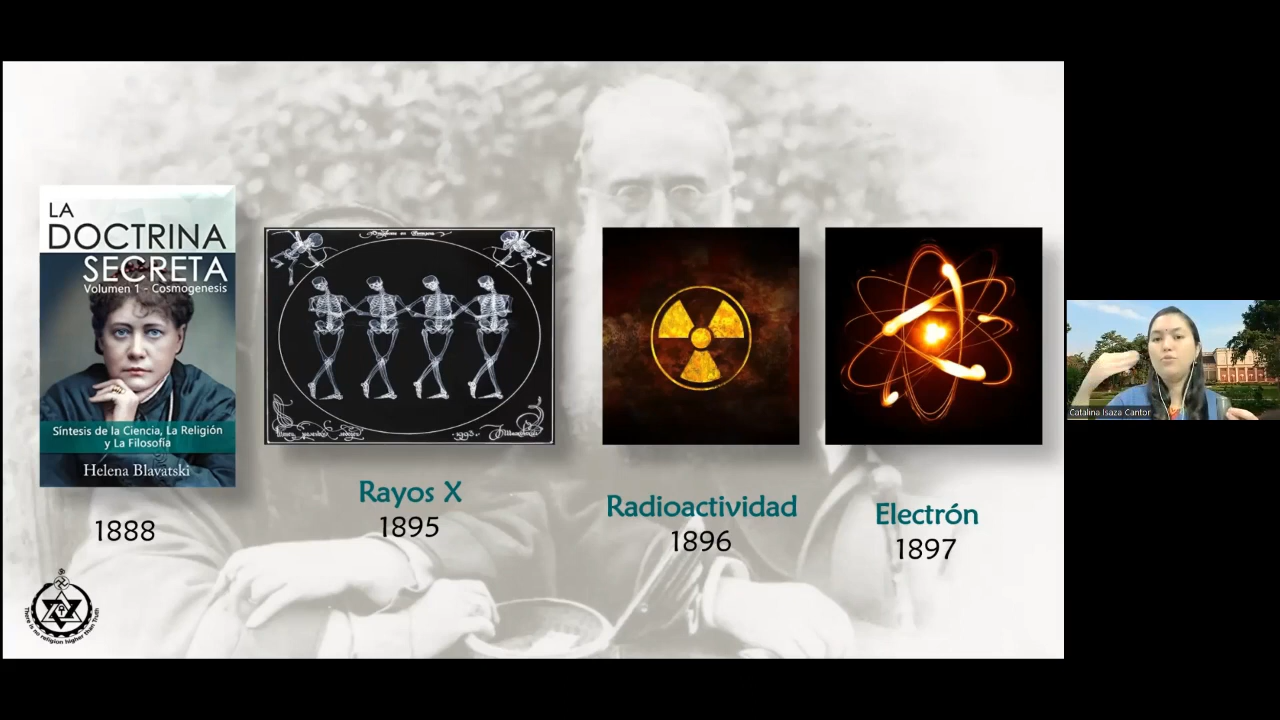 LA
DOCTRINA
SECRETA
Volumen 1 - Cosmogenesis
Síntesis de la Ciencia, La Religión
y La Filosofía
Helena Blavatski
1888
Rayos X
1895
Radioactividad
1896
Electrón
1897
There is no religion higher than Truth
Catalina Isaza Cantor